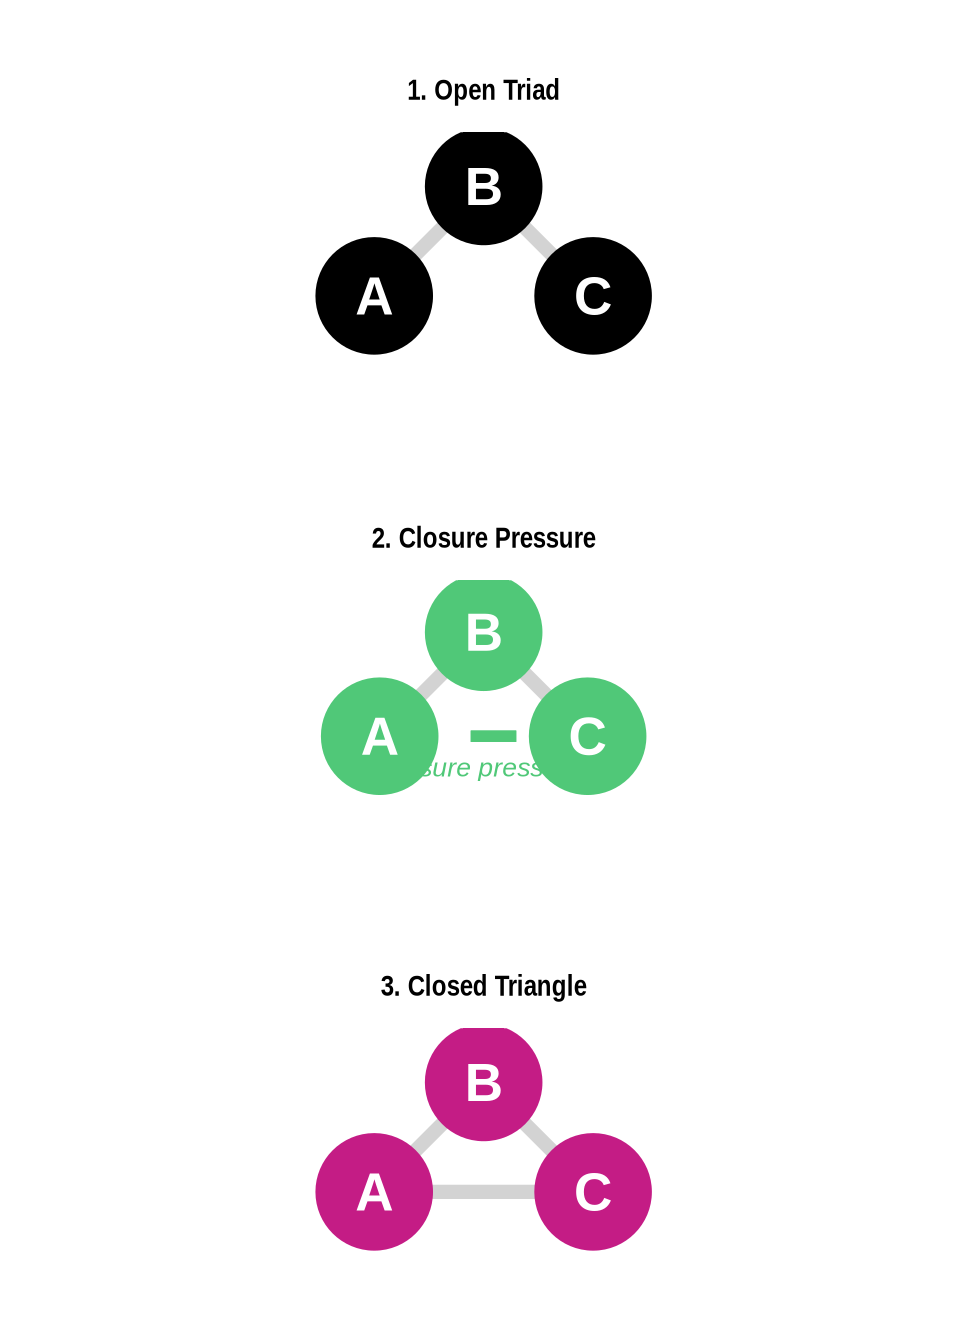 1. Open Triad
B
A C
2. Closure Pressure
B
A C
sure press
3. Closed Triangle
B
A C